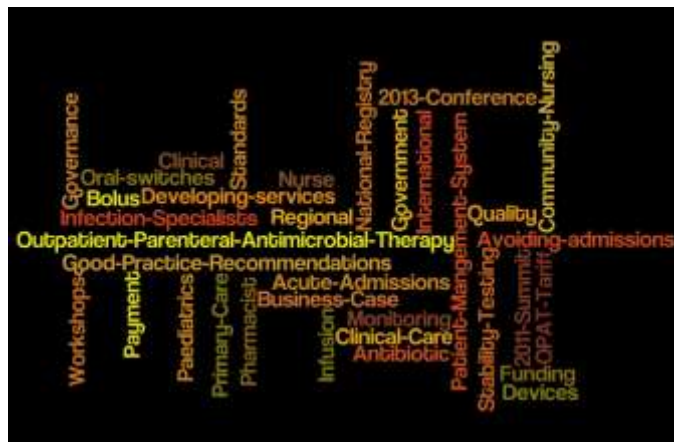 Governance
Standards
National-Registry
2013-Conference
Community-Nursing
Clinical
Oral-switches
Nurse
Government
International
Bolus
Developing-services
Infection-Specialists
Regional
Quality
Outpatient-Parenteral-Antimicrobial-Therapy
Avoiding-admissions
Good-Practice-Recommendations
Patient-Mangement-System
Workshops
Payment
Paediatrics
Primary-Care
Pharmacist
Acute-Admissions
Business-Case
Infusion
Monitoring
Clinical-Care
Antibiotic
Stability-Testing
2011-Summit
OPAT-Tariff
Funding
Devices